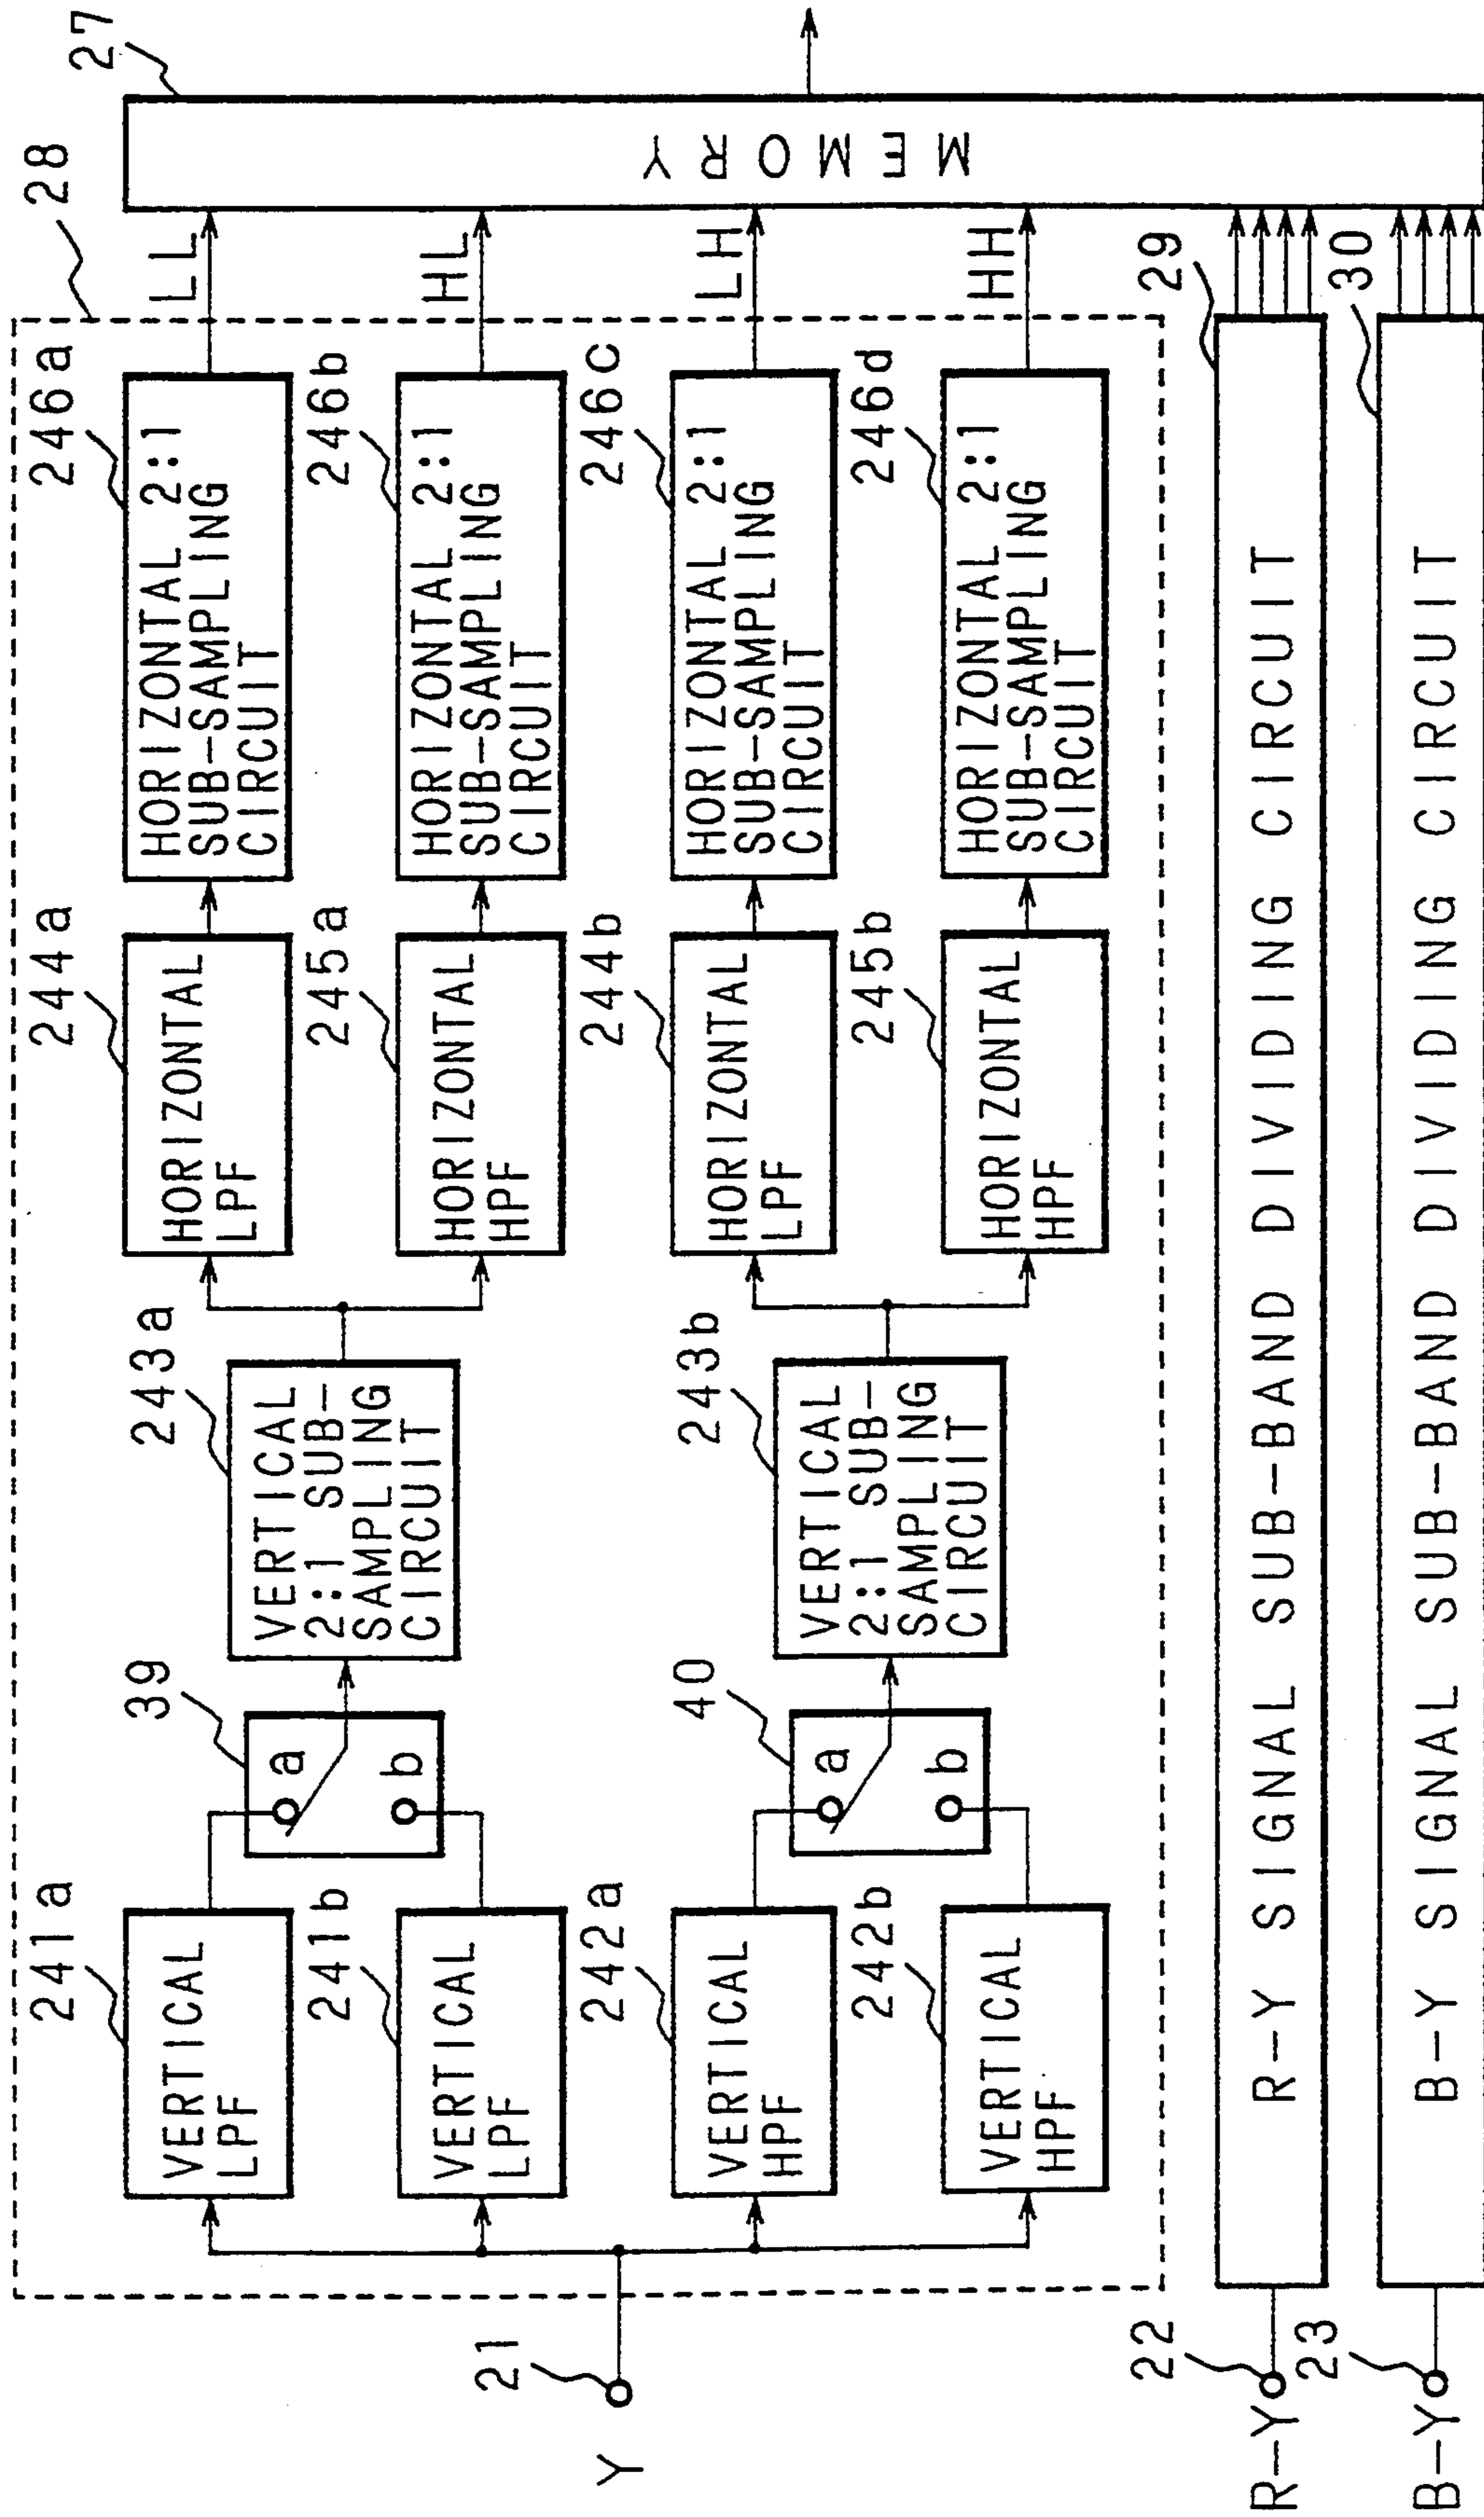 27
28
MEMORY
LL
HL
LH
HH
29
30
246a
HORIZONTAL 2:1
SUB-SAMPLING
CIRCUIT
246b
HORIZONTAL 2:1
SUB-SAMPLING
CIRCUIT
246c
HORIZONTAL 2:1
SUB-SAMPLING
CIRCUIT
246d
HORIZONTAL 2:1
SUB-SAMPLING
CIRCUIT
244a
HORIZONTAL
LPF
245a
HORIZONTAL
HPF
244b
HORIZONTAL
LPF
245b
HORIZONTAL
HPF
243a
VERTICAL
2:1 SUB-
SAMPLING
CIRCUIT
243b
VERTICAL
2:1 SUB-
SAMPLING
CIRCUIT
39
a
b
40
a
b
241a
VERTICAL
LPF
241b
VERTICAL
LPF
242a
VERTICAL
HPF
242b
VERTICAL
HPF
R-Y SIGNAL SUB-BAND DIVIDING CIRCUIT
B-Y SIGNAL SUB-BAND DIVIDING CIRCUIT
21
Y
22
R-Y
23
B-Y